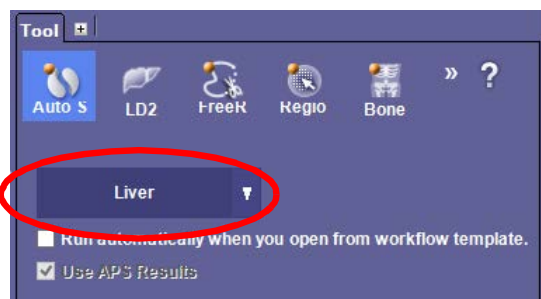 Tool
Auto S LD2 FreeR Regio Bone » ?
Liver
Run automatically when you open from workflow template.
Use APS Results